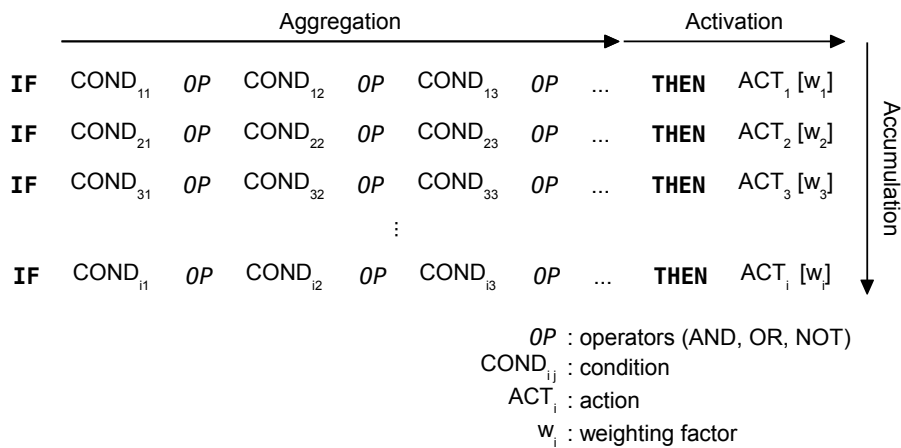 Aggregation Activation
IF COND₁₁ OP COND₁₂ OP COND₁₃ OP ... THEN ACT₁ [w₁]
IF COND₂₁ OP COND₂₂ OP COND₂₃ OP ... THEN ACT₂ [w₂]
IF COND₃₁ OP COND₃₂ OP COND₃₃ OP ... THEN ACT₃ [w₃]
⋮
IF CONDᵢ₁ OP CONDᵢ₂ OP CONDᵢ₃ OP ... THEN ACTᵢ [wᵢ]
Accumulation
OP : operators (AND, OR, NOT)
CONDᵢⱼ : condition
ACTᵢ : action
wᵢ : weighting factor